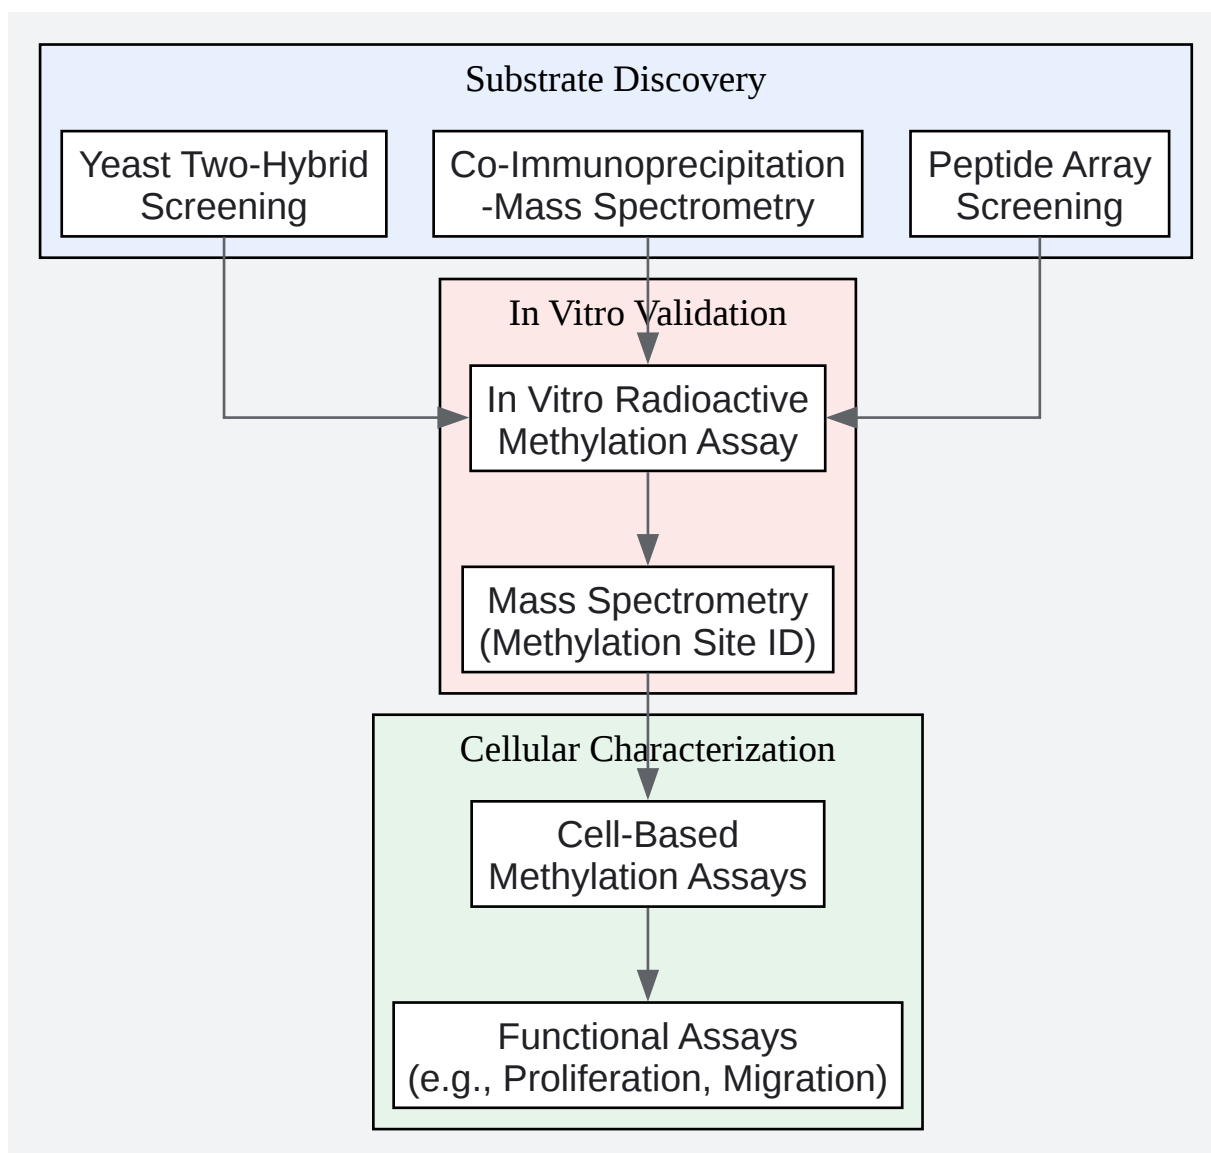 Substrate Discovery
Yeast Two-Hybrid
Screening
Co-Immunoprecipitation
-Mass Spectrometry
Peptide Array
Screening
In Vitro Validation
In Vitro Radioactive
Methylation Assay
Mass Spectrometry
(Methylation Site ID)
Cellular Characterization
Cell-Based
Methylation Assays
Functional Assays
(e.g., Proliferation, Migration)